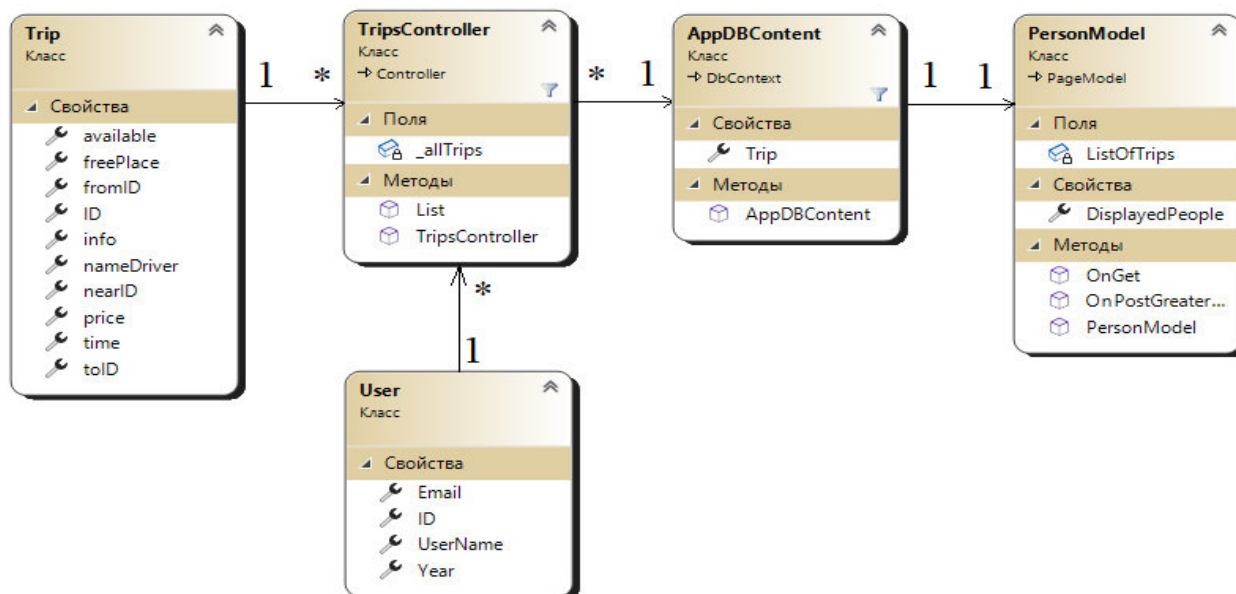 Trip
Класс
Свойства
available
freePlace
fromID
ID
info
nameDriver
nearID
price
time
toID
1
*
TripsController
Класс
Controller
Поля
_allTrips
Методы
List
TripsController
*
1
AppDBContent
Класс
DbContext
Свойства
Trip
Методы
AppDBContent
1
1
PersonModel
Класс
PageModel
Поля
ListOfTrips
Свойства
DisplayedPeople
Методы
OnGet
OnPostGreater...
PersonModel
*
1
User
Класс
Свойства
Email
ID
UserName
Year